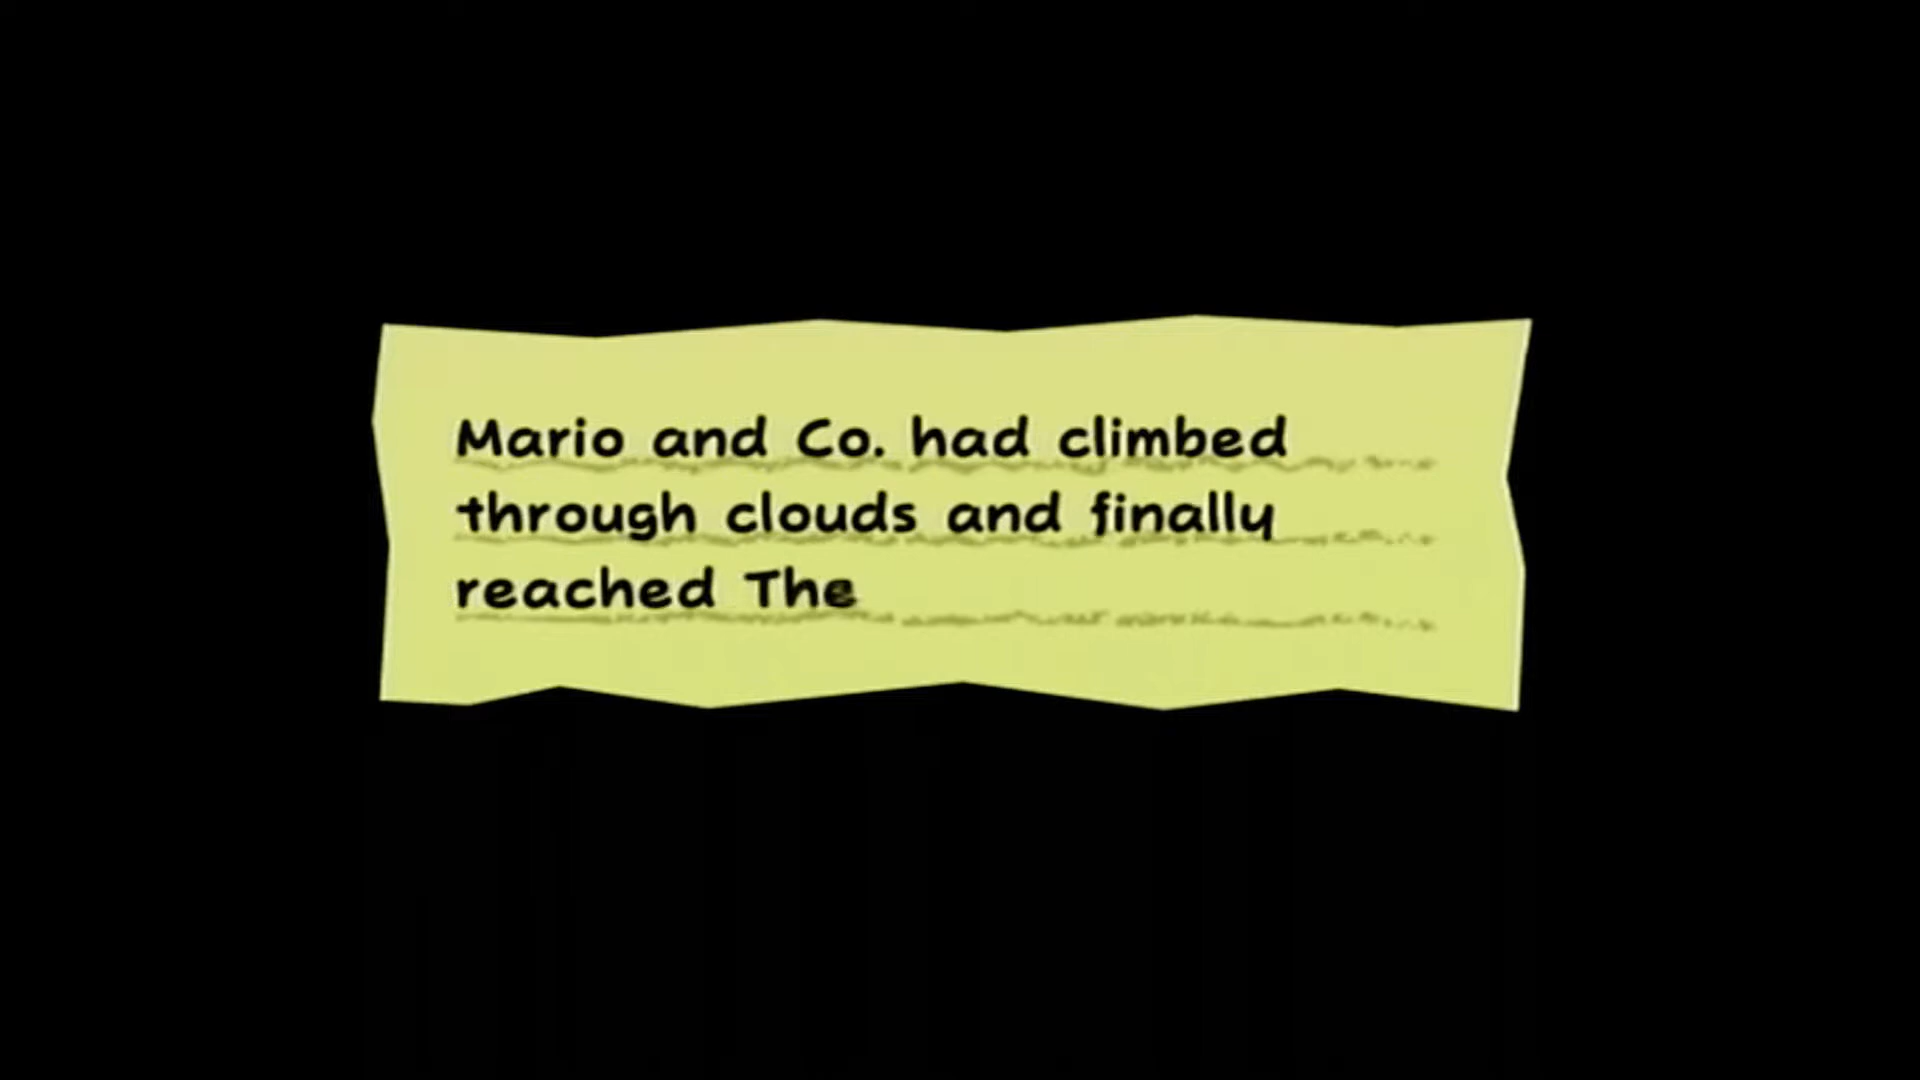 Mario and Co. had climbed
through clouds and finally
reached The